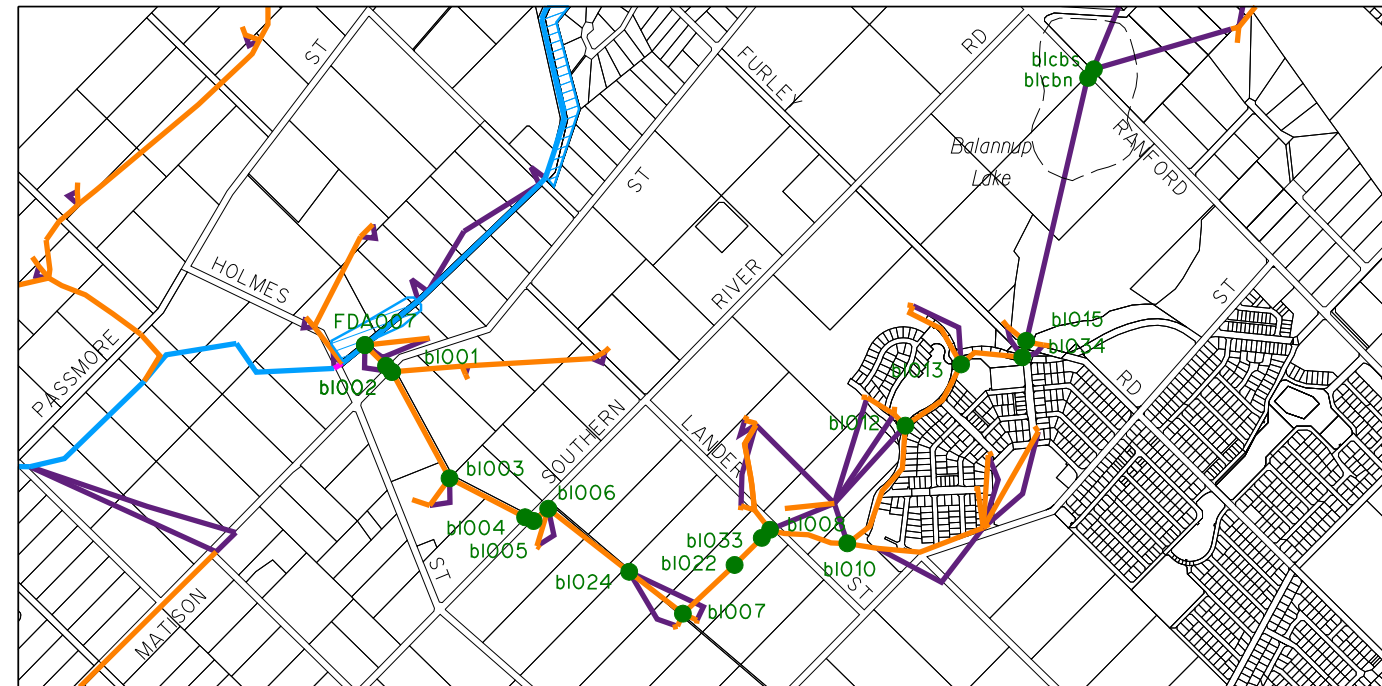 ST
FURLEY
RD
blcbs
blcbn
RANFORD
Balannup
Lake
ST
HOLMES
RIVER
ST
FDA007
PASSMORE
bl001
bl002
bl015
bl034
bl013
RD
SOUTHERN
LANDER
bl012
bl003
bl006
bl004
bl005
bl008
bl033
bl022
bl010
ST
bl024
ST
bl007
MATISON